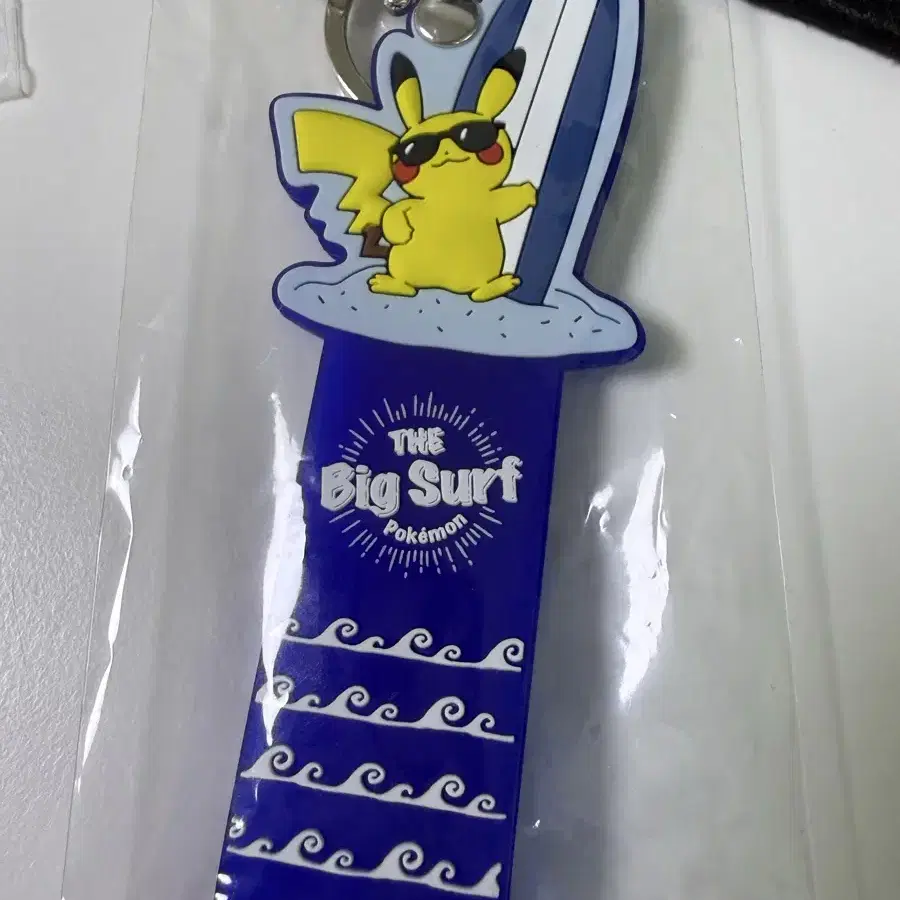 THE
Big Surf
Pokémon